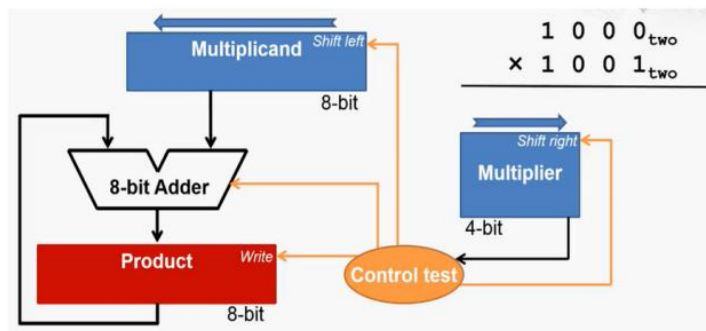 Multiplicand
Shift left
8-bit
1 0 0 0two
× 1 0 0 1two
8-bit Adder
Shift right
Multiplier
4-bit
Product
Write
8-bit
Control test